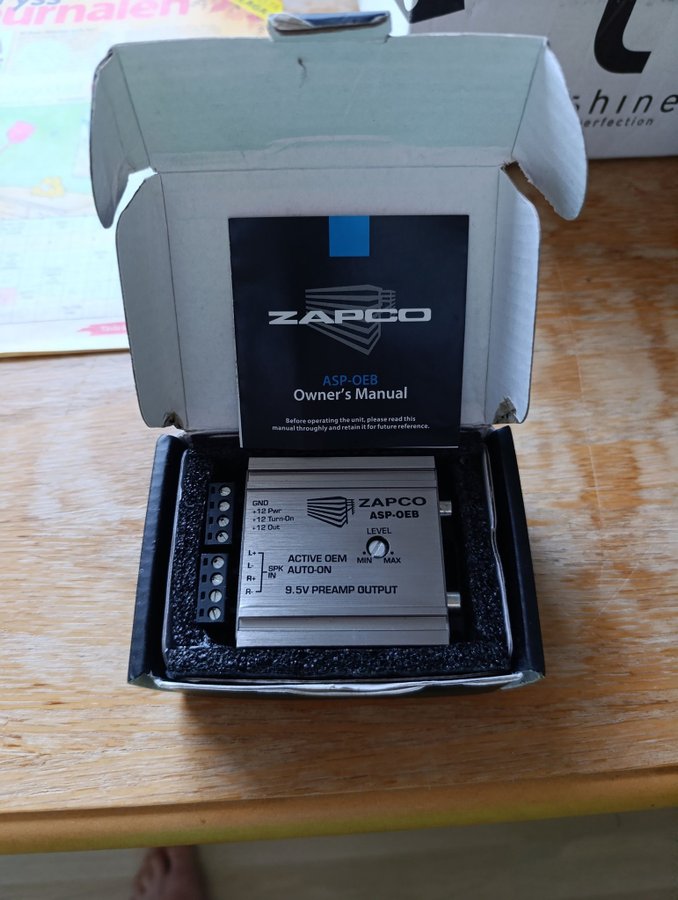 urnalen
shine
perfection
ZAPCO
ASP-OEB
Owner's Manual
Before operating the unit, please read this
manual throughly and retain it for future reference.
GND
+12 Pwr
+12 Turn-On
+12 Out
ZAPCO
ASP-OEB
LEVEL
MIN MAX
L+
L-
R+
R-
SPK
IN
ACTIVE OEM
AUTO-ON
9.5V PREAMP OUTPUT